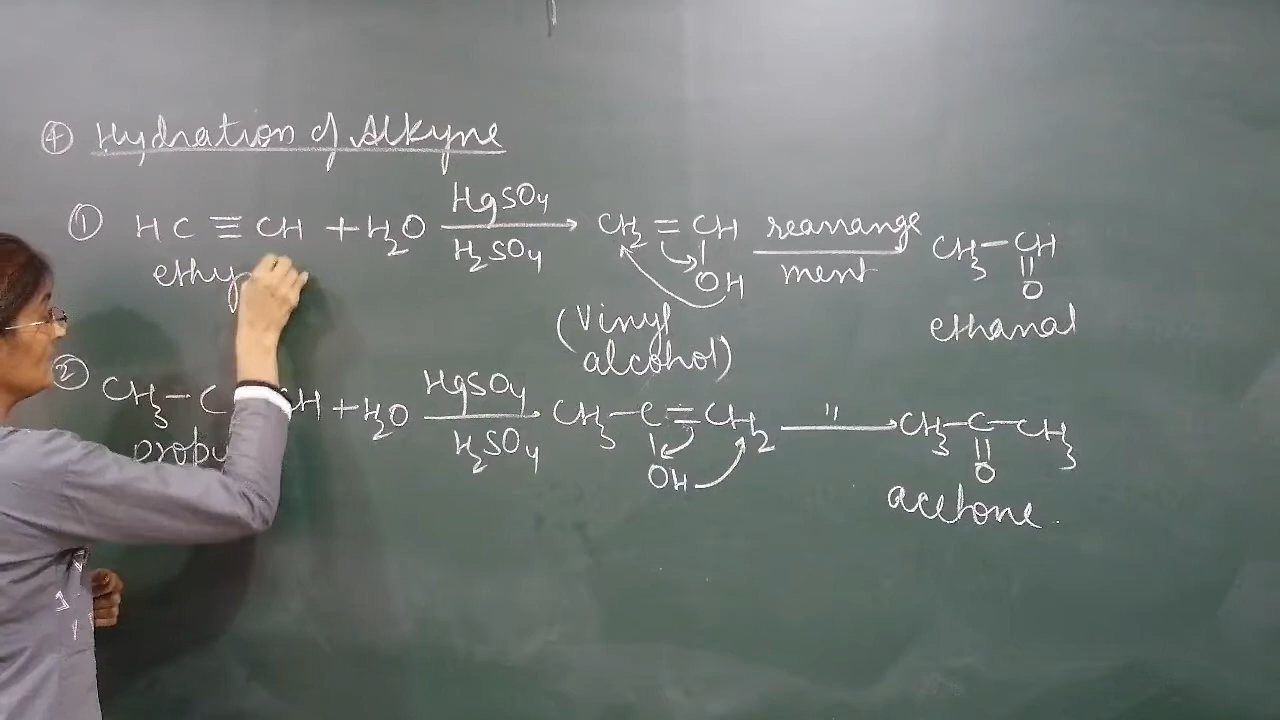 ④ Hydration of Alkyne
① HC ≡ CH + H2O HgSO4 / H2SO4 → CH2 = CH rearrange ment → CH3 – CH
OH O
ethy
(Vinyl
alcohol)
ethanal
② CH3 – C H + H2O HgSO4 / H2SO4 → CH3 – C = CH2 " → CH3 – C – CH3
OH O
propy
acetone.